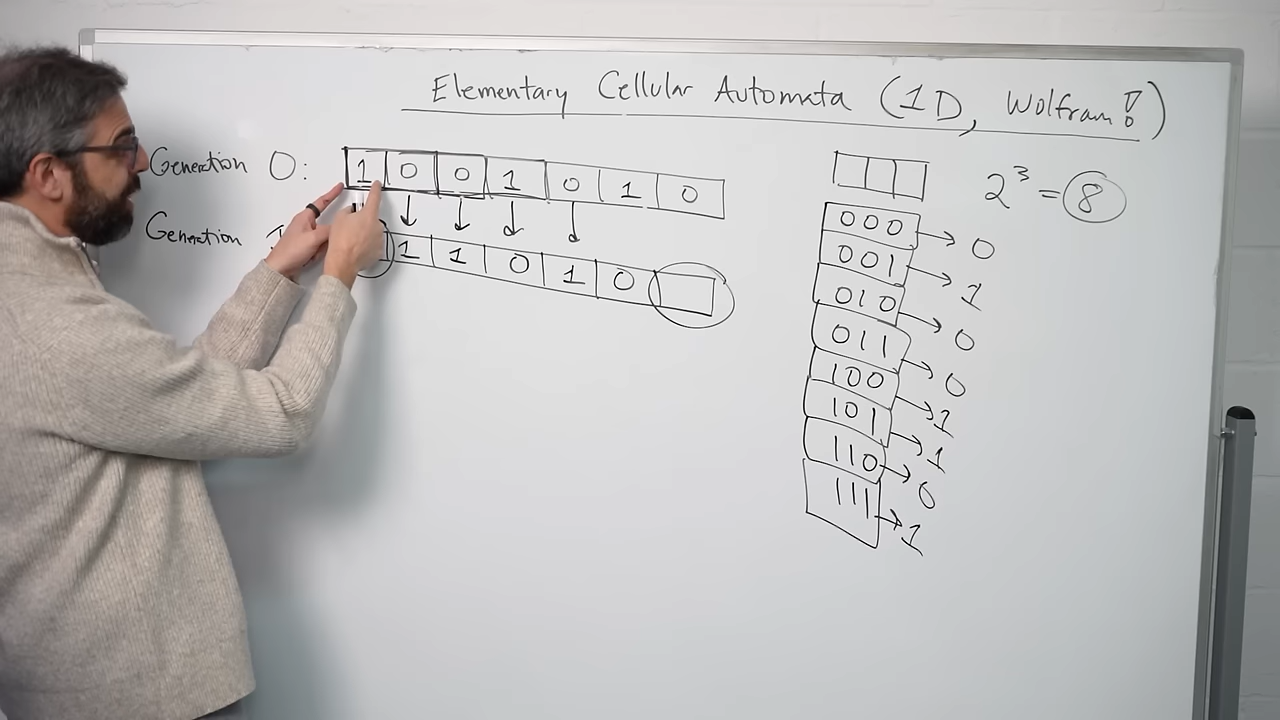 Elementary Cellular Automata (1D, Wolfram!)
Generation 0: 1 0 0 1 0 1 0
Generation 1 1 0 1 0
2³ = 8
000 → 0
001 → 1
010 → 0
011 → 0
100 → 1
101 → 1
110 → 0
111 → 1